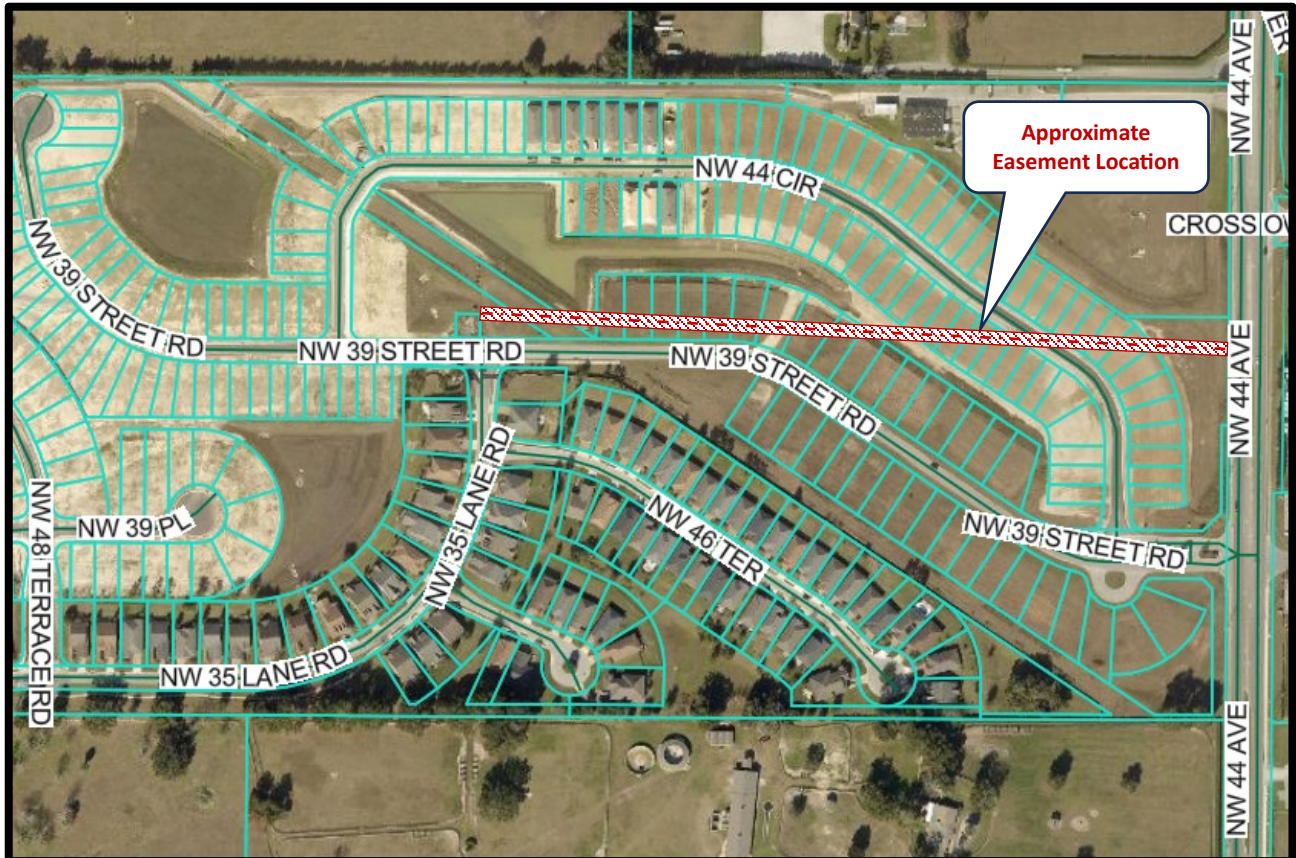 ER
NW 44 AVE
Approximate
Easement Location
NW 44 CIR
CROSS OV
NW 39 STREET RD
NW 39 STREET RD
NW 39 STREET RD
NW 44 AVE
NW 35 LANE RD
NW 48 TERRACE RD
NW 39 PL
NW 46 TER
NW 39 STREET RD
NW 35 LANE RD
NW 44 AVE